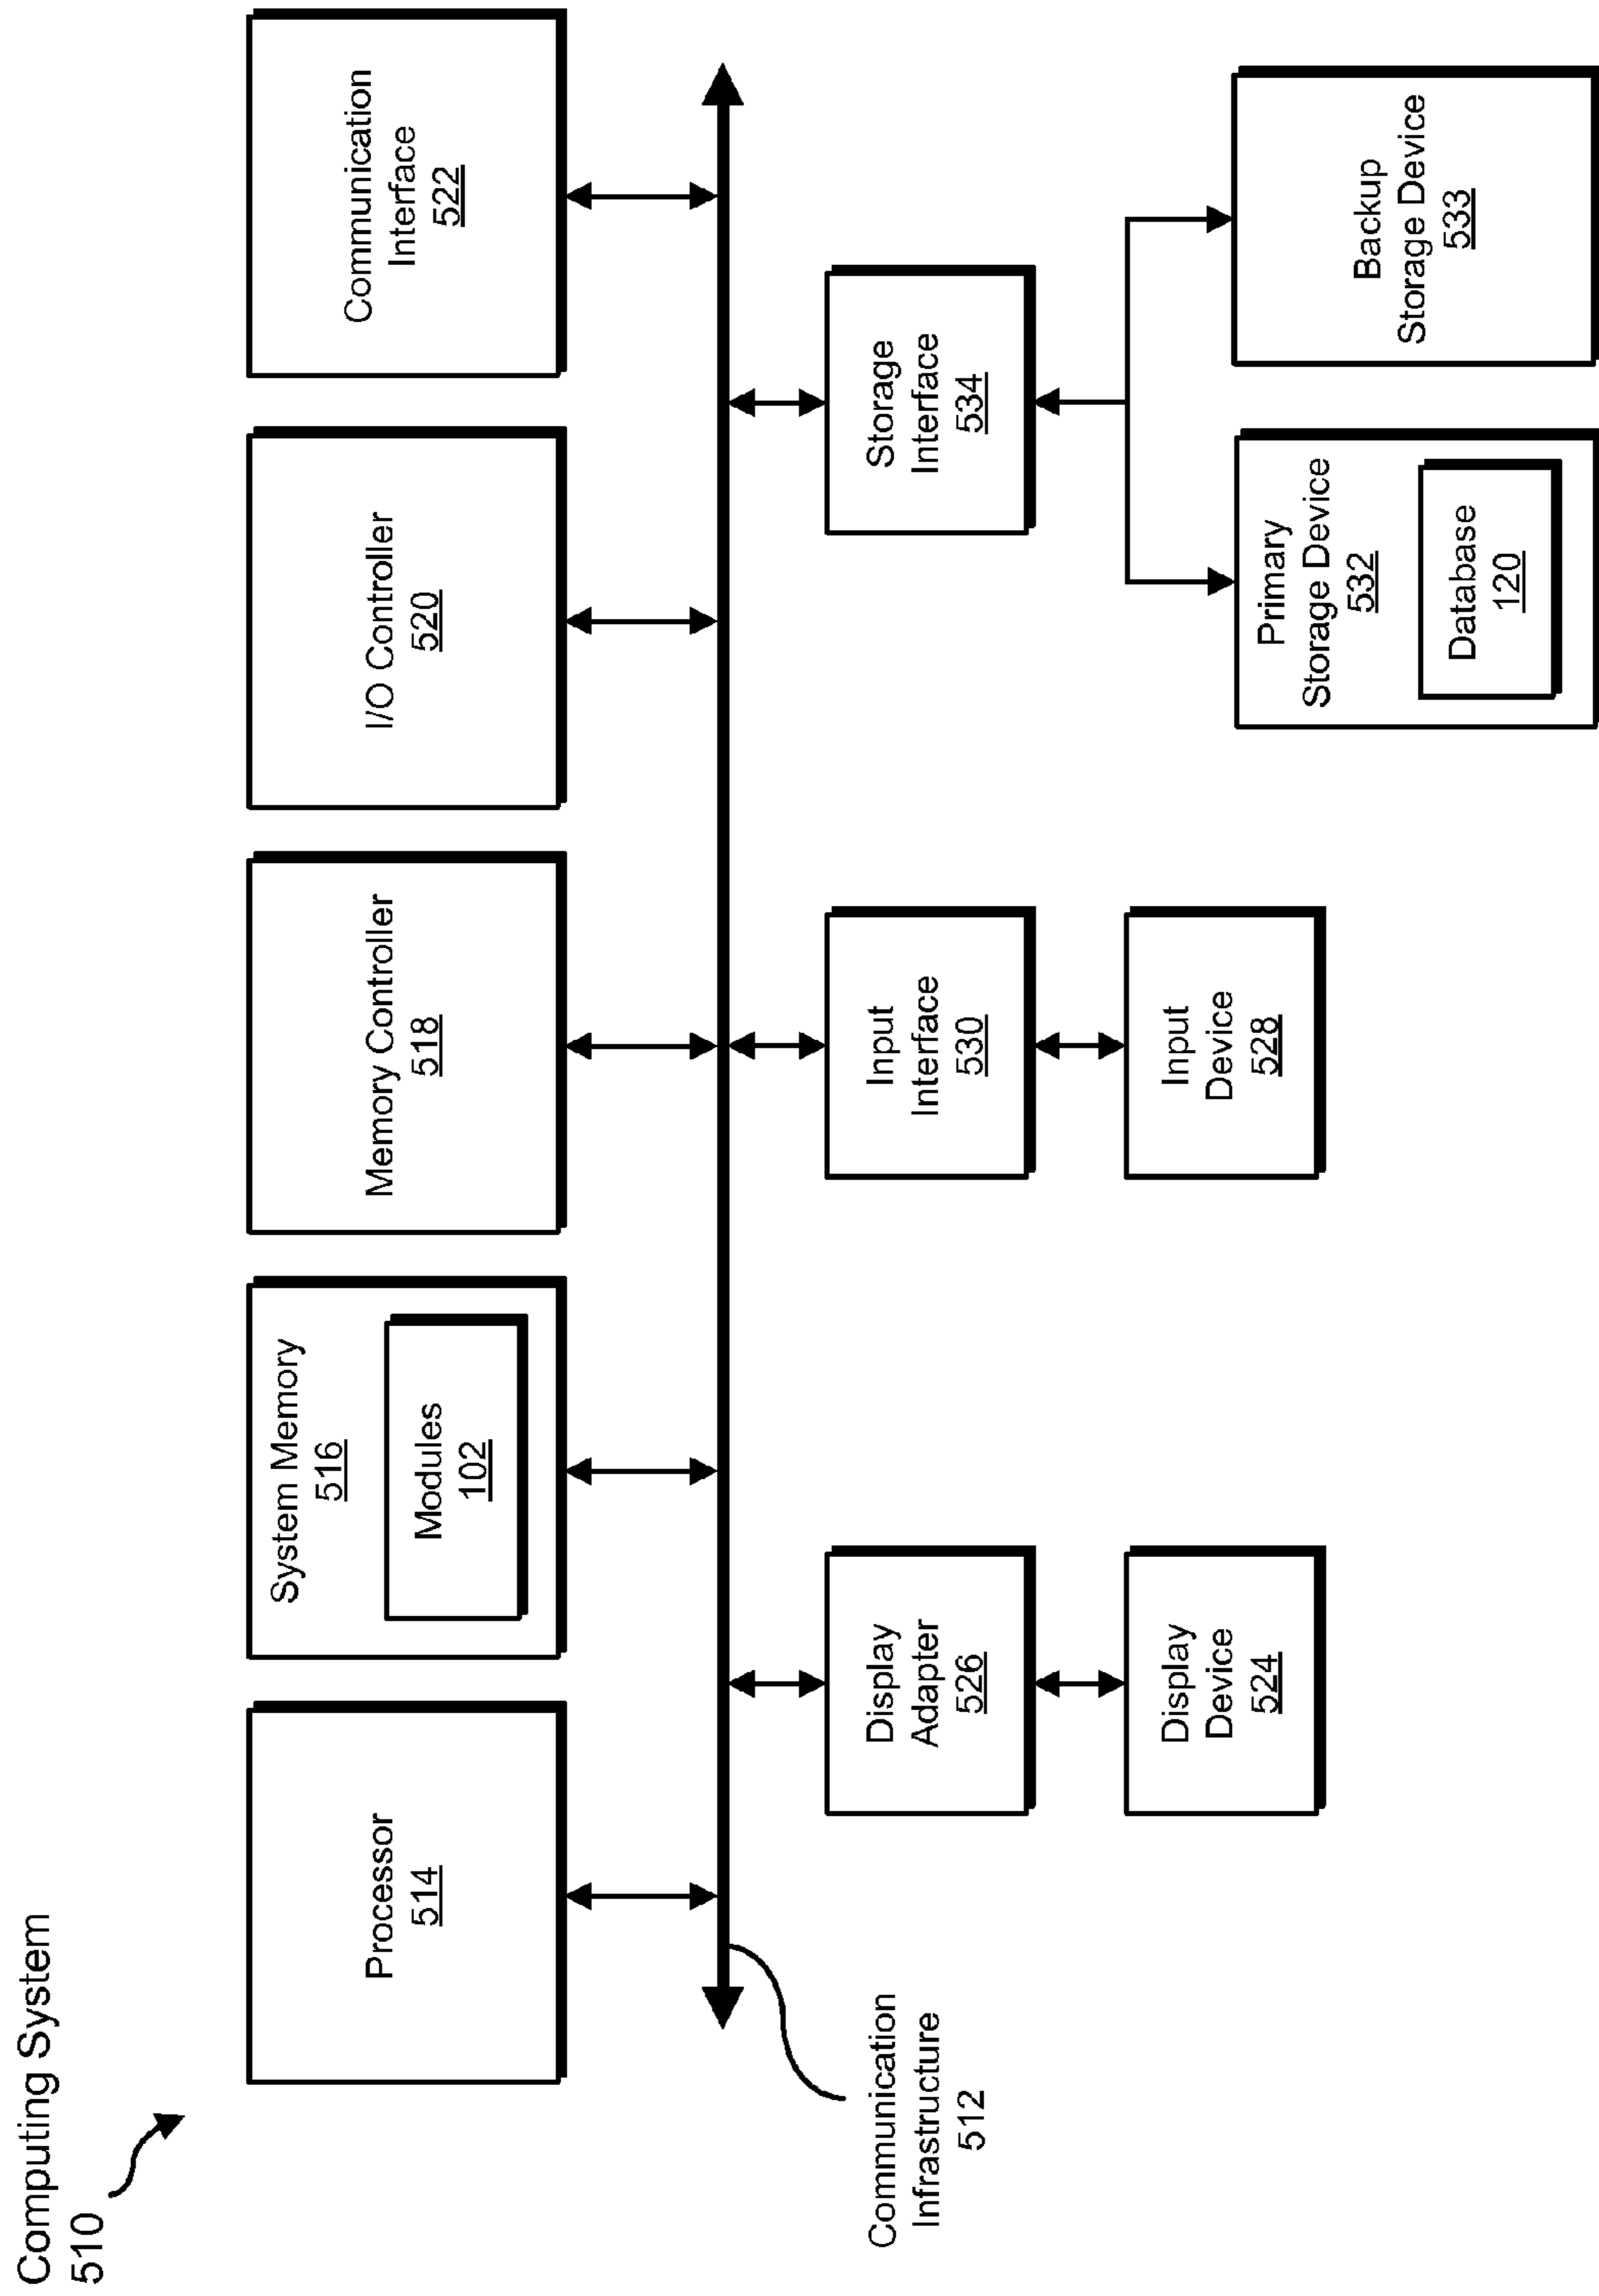 Computing System
510
Processor
514
System Memory
516
Modules
102
Memory Controller
518
I/O Controller
520
Communication
Interface
522
Communication
Infrastructure
512
Display
Adapter
526
Input
Interface
530
Storage
Interface
534
Display
Device
524
Input
Device
528
Primary
Storage Device
532
Database
120
Backup
Storage Device
533